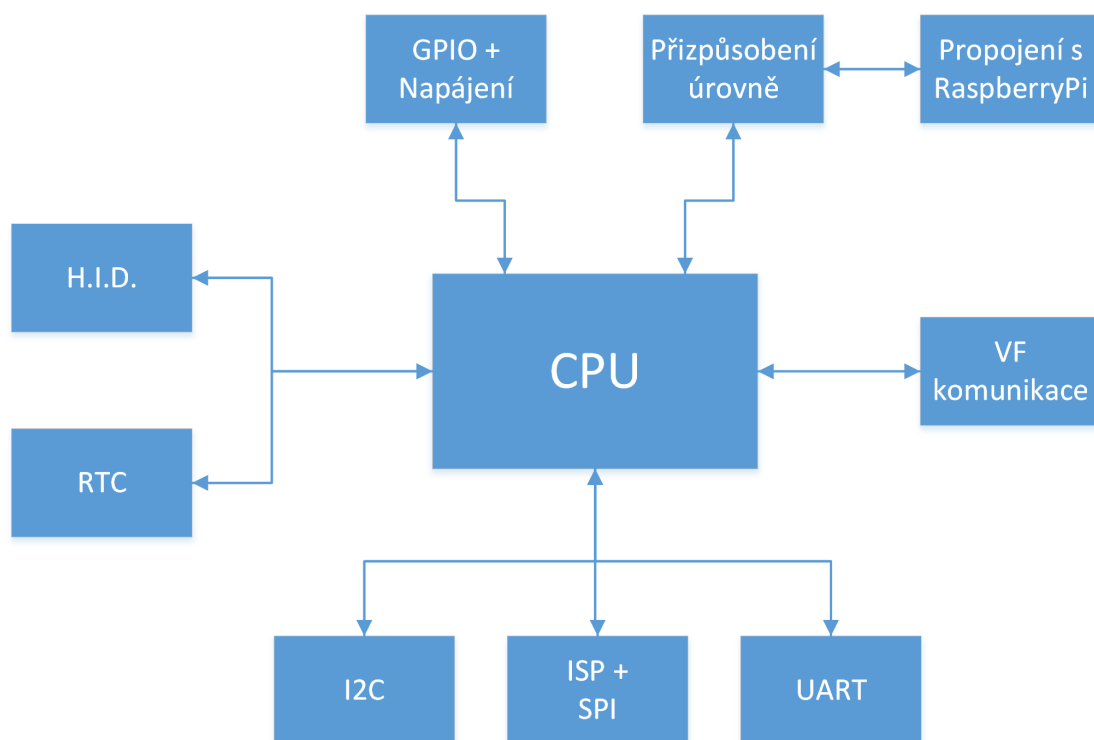 GPIO +
Napájení
Přizpůsobení
úrovně
Propojení s
RaspberryPi
H.I.D.
CPU
VF
komunikace
RTC
I2C
ISP +
SPI
UART